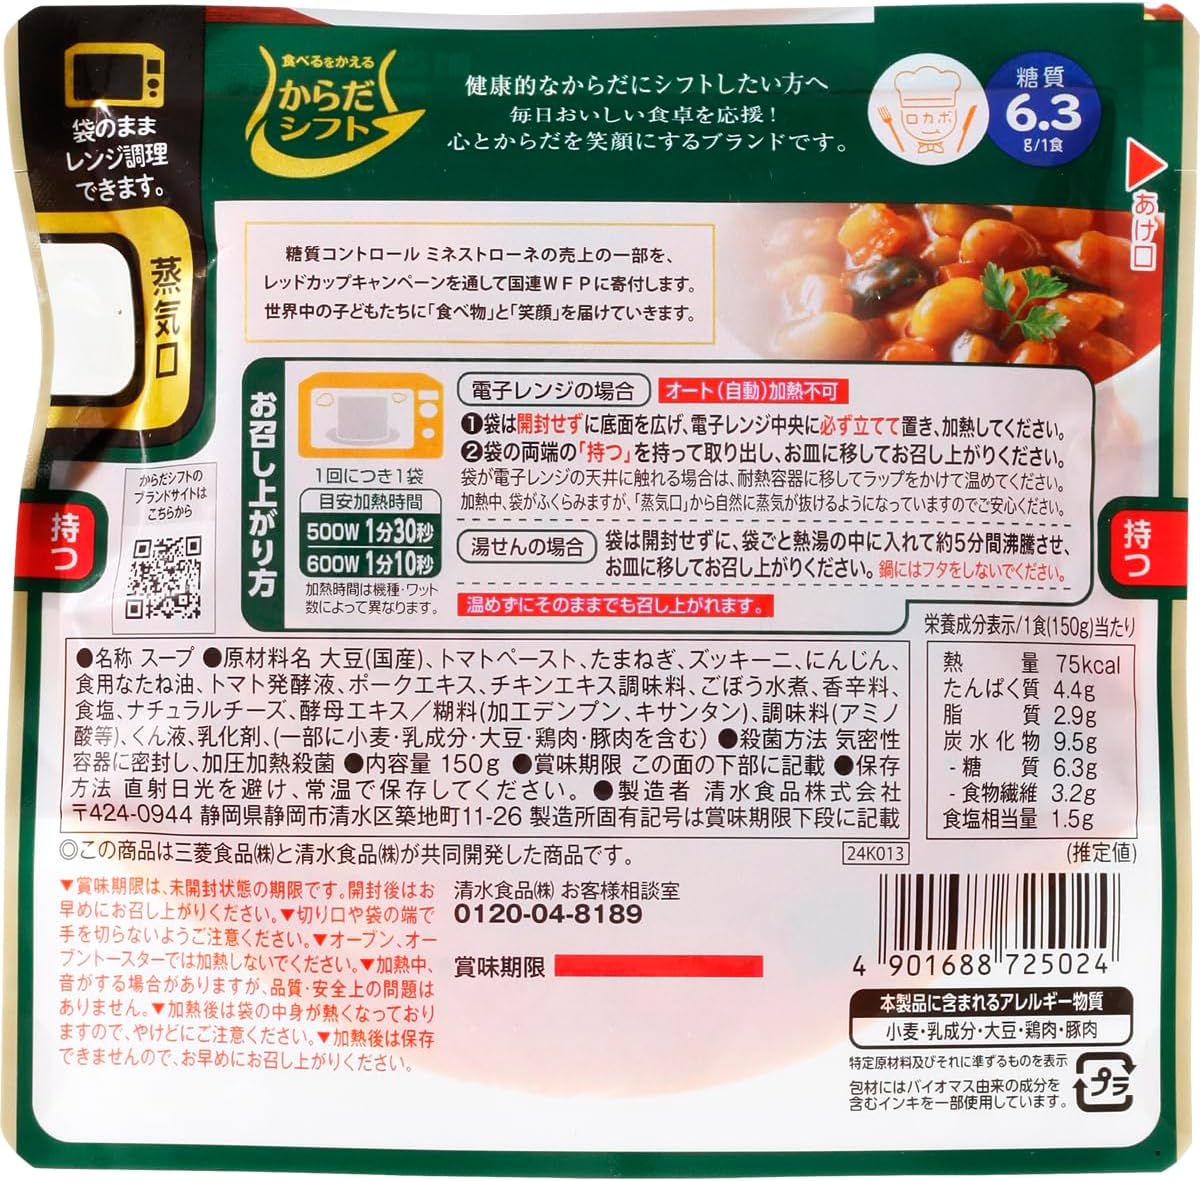 袋のまま
レンジ調理
できます。
蒸気口
食べるをかえる
からだ
シフト
健康的なからだにシフトしたい方へ
毎日おいしい食卓を応援！
心とからだを笑顔にするブランドです。
ロカボ
糖質
6.3
g/1食
あけ口
糖質コントロール ミネストローネの売上の一部を、
レッドカップキャンペーンを通して国連WFPに寄付します。
世界中の子どもたちに「食べ物」と「笑顔」を届けていきます。
からだシフトの
ブランドサイトは
こちらから
持つ
持つ
お召し上がり方
1回につき1袋
目安加熱時間
500W 1分30秒
600W 1分10秒
加熱時間は機種・ワット
数によって異なります。
電子レンジの場合 オート（自動）加熱不可
❶袋は開封せずに底面を広げ、電子レンジ中央に必ず立てて置き、加熱してください。
❷袋の両端の「持つ」を持って取り出し、お皿に移してお召し上がりください。
袋が電子レンジの天井に触れる場合は、耐熱容器に移してラップをかけて温めてください。
加熱中、袋がふくらみますが、「蒸気口」から自然に蒸気が抜けるようになっていますのでご安心ください。
湯せんの場合 袋は開封せずに、袋ごと熱湯の中に入れて約5分間沸騰させ、
お皿に移してお召し上がりください。鍋にはフタをしないでください。
温めずにそのままでも召し上がれます。
●名称 スープ ●原材料名 大豆(国産)、トマトペースト、たまねぎ、ズッキーニ、にんじん、
食用なたね油、トマト発酵液、ポークエキス、チキンエキス調味料、ごぼう水煮、香辛料、
食塩、ナチュラルチーズ、酵母エキス／糊料(加工デンプン、キサンタン)、調味料(アミノ
酸等)、くん液、乳化剤、(一部に小麦・乳成分・大豆・鶏肉・豚肉を含む) ●殺菌方法 気密性
容器に密封し、加圧加熱殺菌 ●内容量 150g ●賞味期限 この面の下部に記載 ●保存
方法 直射日光を避け、常温で保存してください。 ●製造者 清水食品株式会社
〒424-0944 静岡県静岡市清水区築地町11-26 製造所固有記号は賞味期限下段に記載
栄養成分表示/1食(150g)当たり
熱量 75kcal
たんぱく質 4.4g
脂質 2.9g
炭水化物 9.5g
-糖質 6.3g
-食物繊維 3.2g
食塩相当量 1.5g
(推定値)
◎この商品は三菱食品㈱と清水食品㈱が共同開発した商品です。
24K013
▼賞味期限は、未開封状態の期限です。開封後はお
早めにお召し上がりください。▼切り口や袋の端で
手を切らないようご注意ください。▼オーブン、オー
ブントースターでは加熱しないでください。▼加熱中、
音がする場合がありますが、品質・安全上の問題は
ありません。▼加熱後は袋の中身が熱くなっており
ますので、やけどにご注意ください。▼加熱後は保存
できませんので、お早めにお召し上がりください。
清水食品㈱ お客様相談室
0120-04-8189
賞味期限
4 901688 725024
本製品に含まれるアレルギー物質
小麦・乳成分・大豆・鶏肉・豚肉
特定原材料及びそれに準ずるものを表示
包材にはバイオマス由来の成分を
含むインキを一部使用しています。
プラ